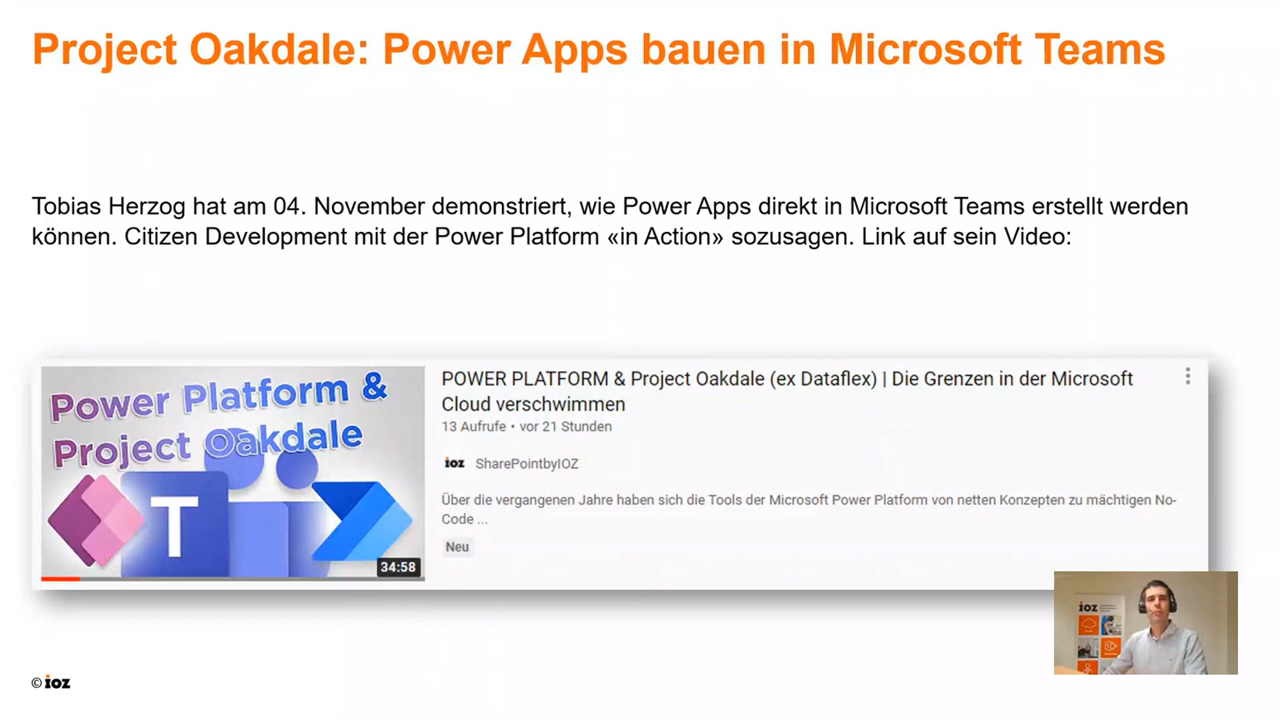 Project Oakdale: Power Apps bauen in Microsoft Teams
Tobias Herzog hat am 04. November demonstriert, wie Power Apps direkt in Microsoft Teams erstellt werden
können. Citizen Development mit der Power Platform «in Action» sozusagen. Link auf sein Video:
Power Platform &
Project Oakdale
T
34:58
POWER PLATFORM & Project Oakdale (ex Dataflex) | Die Grenzen in der Microsoft
Cloud verschwimmen
13 Aufrufe • vor 21 Stunden
ioz SharePointbyIOZ
Über die vergangenen Jahre haben sich die Tools der Microsoft Power Platform von netten Konzepten zu mächtigen No-
Code ...
Neu
ioz
© ioz